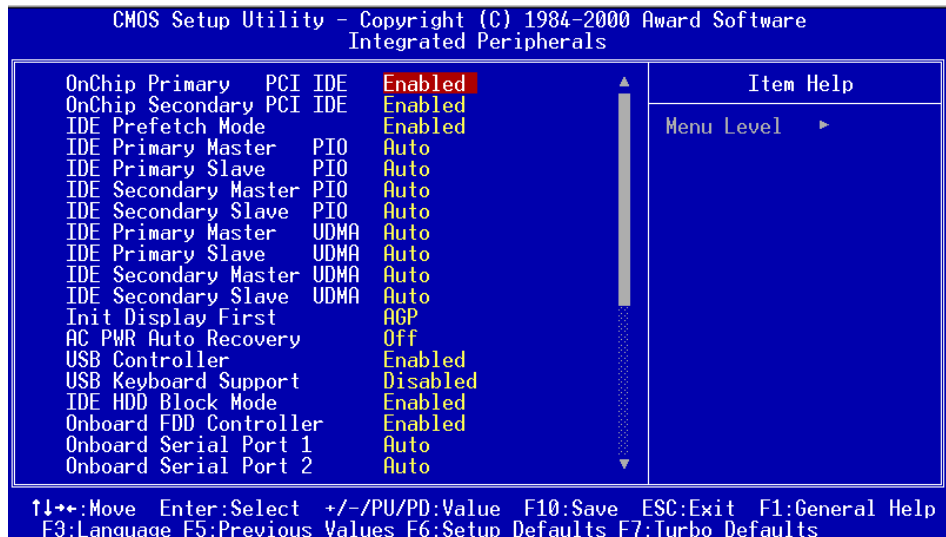 CMOS Setup Utility – Copyright (C) 1984–2000 Award Software
Integrated Peripherals
OnChip Primary PCI IDE Enabled
OnChip Secondary PCI IDE Enabled
IDE Prefetch Mode Enabled
IDE Primary Master PIO Auto
IDE Primary Slave PIO Auto
IDE Secondary Master PIO Auto
IDE Secondary Slave PIO Auto
IDE Primary Master UDMA Auto
IDE Primary Slave UDMA Auto
IDE Secondary Master UDMA Auto
IDE Secondary Slave UDMA Auto
Init Display First AGP
AC PWR Auto Recovery Off
USB Controller Enabled
USB Keyboard Support Disabled
IDE HDD Block Mode Enabled
Onboard FDD Controller Enabled
Onboard Serial Port 1 Auto
Onboard Serial Port 2 Auto
Item Help
Menu Level ►
↑↓→←:Move Enter:Select +/-/PU/PD:Value F10:Save ESC:Exit F1:General Help
F3:Language F5:Previous Values F6:Setup Defaults F7:Turbo Defaults